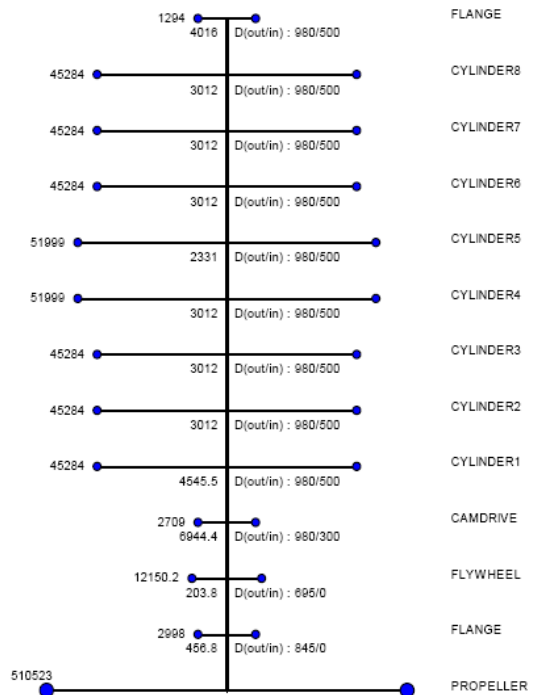 1294 FLANGE
4016 D(out/in) : 980/500
45284 CYLINDER8
3012 D(out/in) : 980/500
45284 CYLINDER7
3012 D(out/in) : 980/500
45284 CYLINDER6
3012 D(out/in) : 980/500
51999 CYLINDER5
2331 D(out/in) : 980/500
51999 CYLINDER4
3012 D(out/in) : 980/500
45284 CYLINDER3
3012 D(out/in) : 980/500
45284 CYLINDER2
3012 D(out/in) : 980/500
45284 CYLINDER1
4545.5 D(out/in) : 980/500
2709 CAMDRIVE
6944.4 D(out/in) : 980/300
12150.2 FLYWHEEL
203.8 D(out/in) : 695/0
2998 FLANGE
456.8 D(out/in) : 845/0
510523 PROPELLER